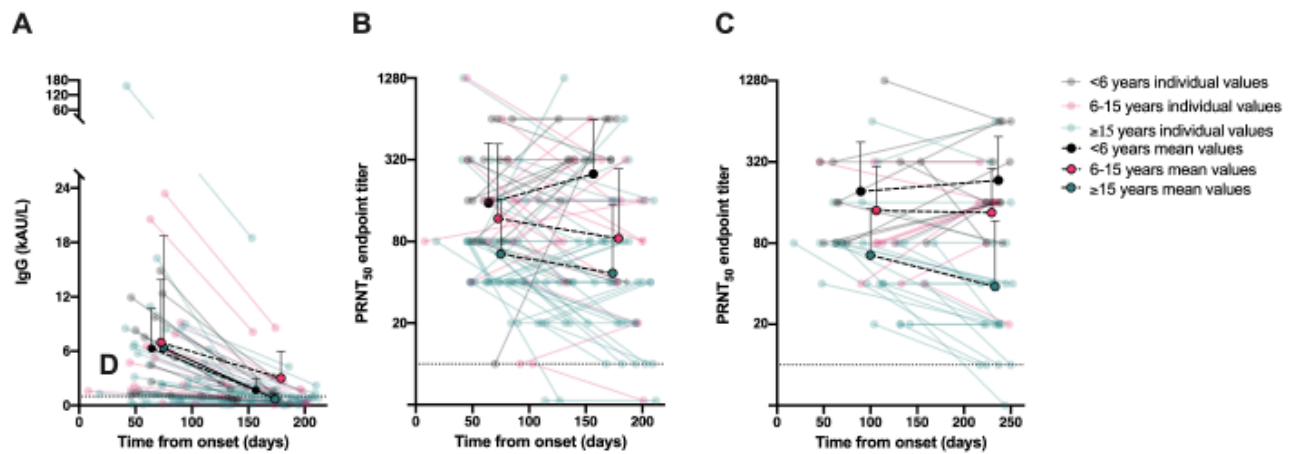 A
B
C
180
120
60
24
18
12
6
0
IgG (kAU/L)
D
0 50 100 150 200
Time from onset (days)
1280
320
80
20
PRNT50 endpoint titer
0 50 100 150 200
Time from onset (days)
1280
320
80
20
PRNT50 endpoint titer
0 50 100 150 200 250
Time from onset (days)
<6 years individual values
6-15 years individual values
≥15 years individual values
<6 years mean values
6-15 years mean values
≥15 years mean values